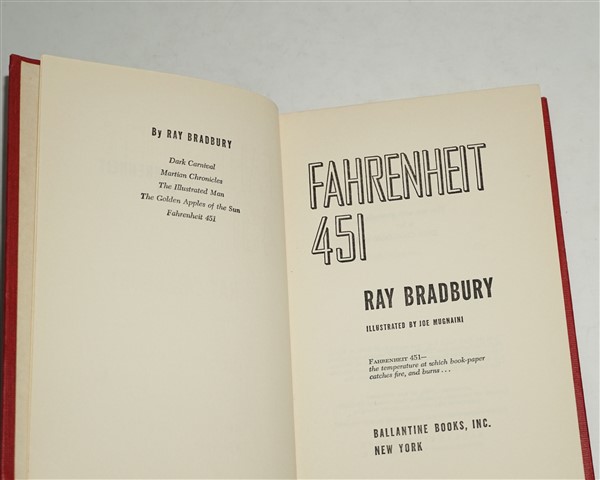 By RAY BRADBURY
Dark Carnival
Martian Chronicles
The Illustrated Man
The Golden Apples of the Sun
Fahrenheit 451
FAHRENHEIT
451
RAY BRADBURY
ILLUSTRATED BY JOE MUGNAINI
FAHRENHEIT 451—
the temperature at which book-paper
catches fire, and burns . . .
BALLANTINE BOOKS, INC.
NEW YORK